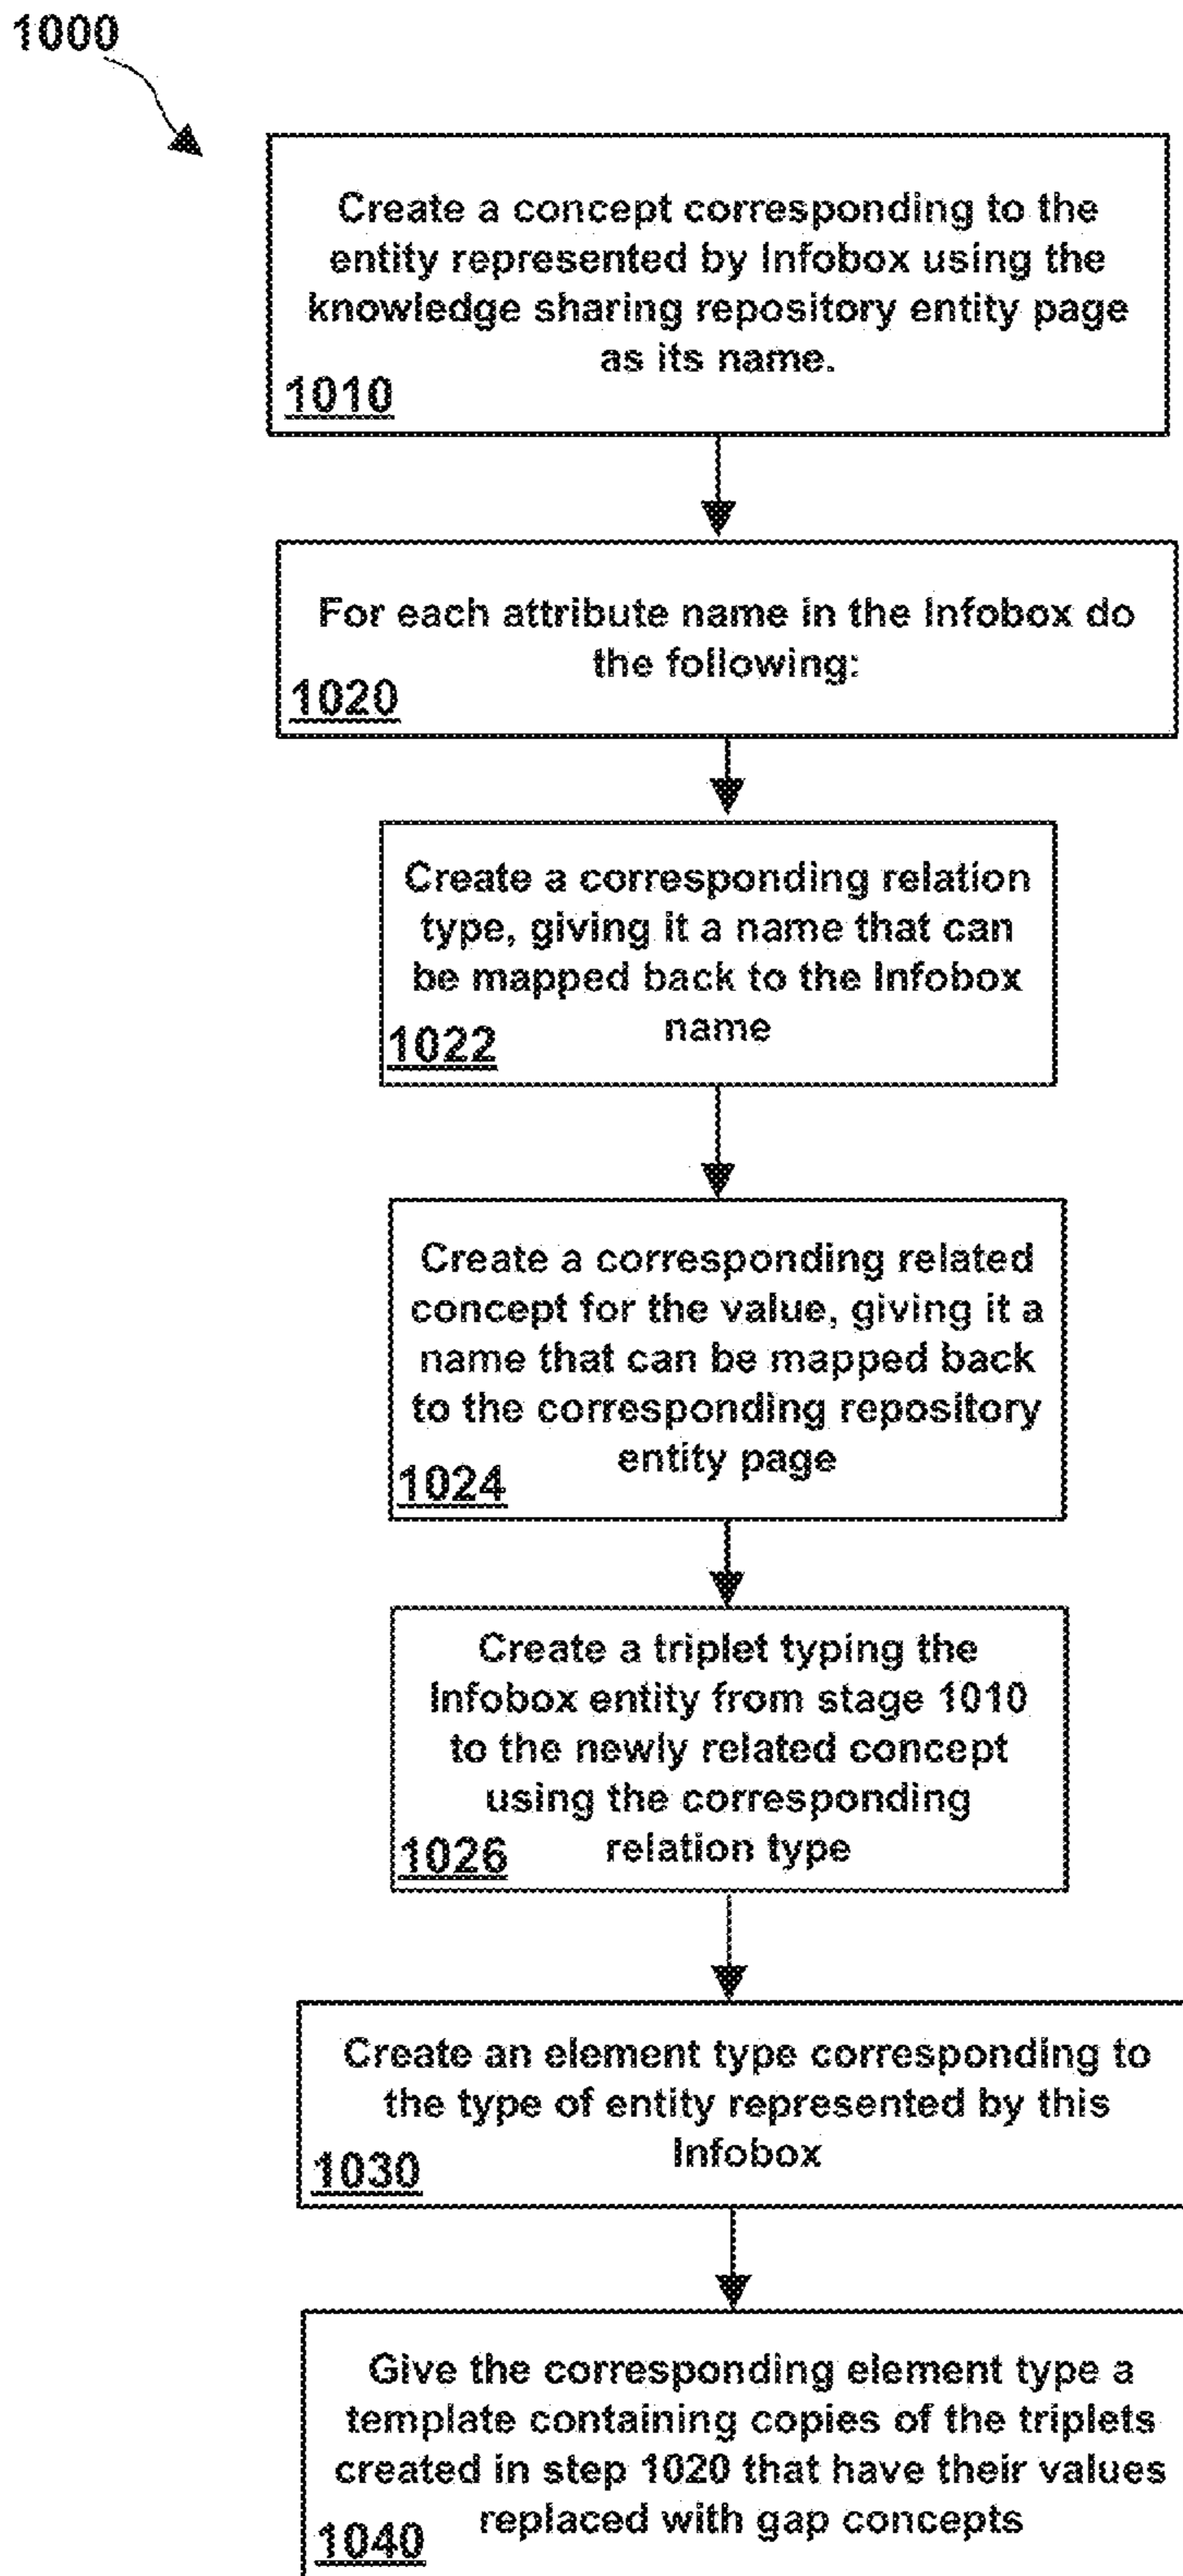 1000
Create a concept corresponding to the
entity represented by Infobox using the
knowledge sharing repository entity page
as its name.
1010
For each attribute name in the Infobox do
the following:
1020
Create a corresponding relation
type, giving it a name that can
be mapped back to the Infobox
name
1022
Create a corresponding related
concept for the value, giving it a
name that can be mapped back
to the corresponding repository
entity page
1024
Create a triplet typing the
Infobox entity from stage 1010
to the newly related concept
using the corresponding
relation type
1026
Create an element type corresponding to
the type of entity represented by this
Infobox
1030
Give the corresponding element type a
template containing copies of the triplets
created in step 1020 that have their values
replaced with gap concepts
1040